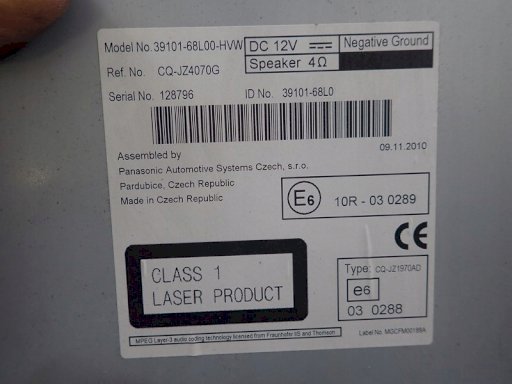 Model No. 39101-68L00-HVW
DC 12V
Negative Ground
Speaker 4Ω
Ref. No. CQ-JZ4070G
Serial No. 128796
ID No. 39101-68L0
Assembled by
09.11.2010
Panasonic Automotive Systems Czech, s.r.o.
Pardubice, Czech Republic
Made in Czech Republic
E6
10R - 03 0289
CE
CLASS 1
LASER PRODUCT
Type: CQ-JZ1970AD
e6
03 0288
MPEG Layer-3 audio coding technology licensed from Fraunhofer IIS and Thomson
Label No. MGCFM00188A